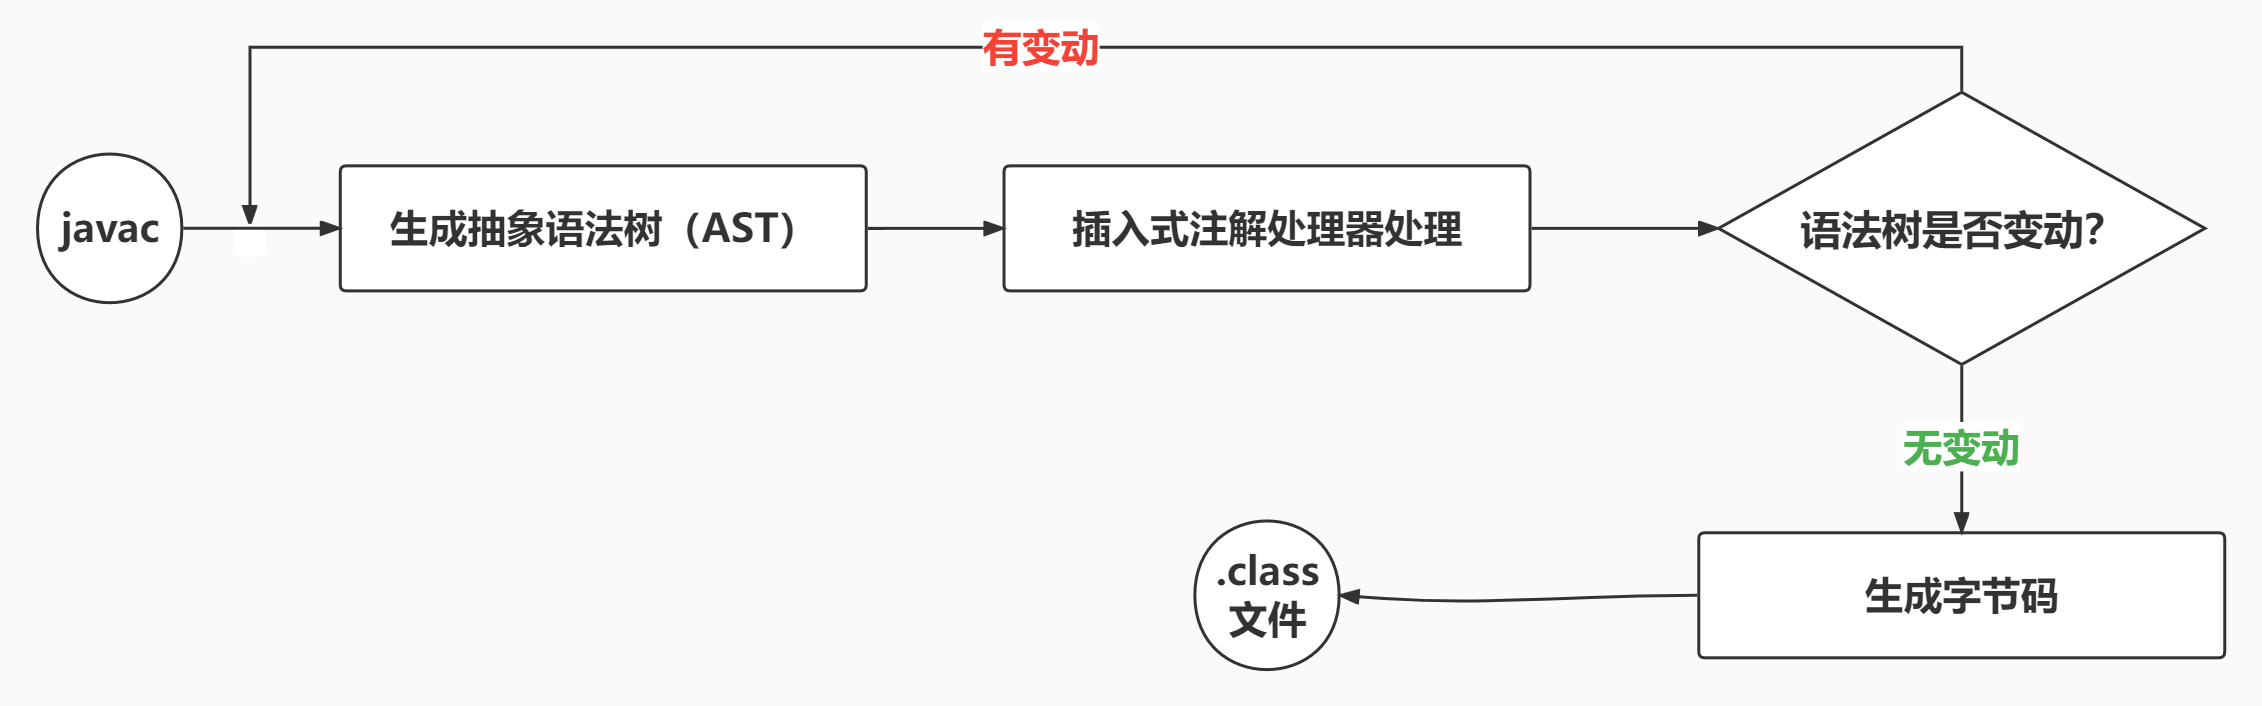 有变动
javac
生成抽象语法树（AST）
插入式注解处理器处理
语法树是否变动？
无变动
.class
文件
生成字节码